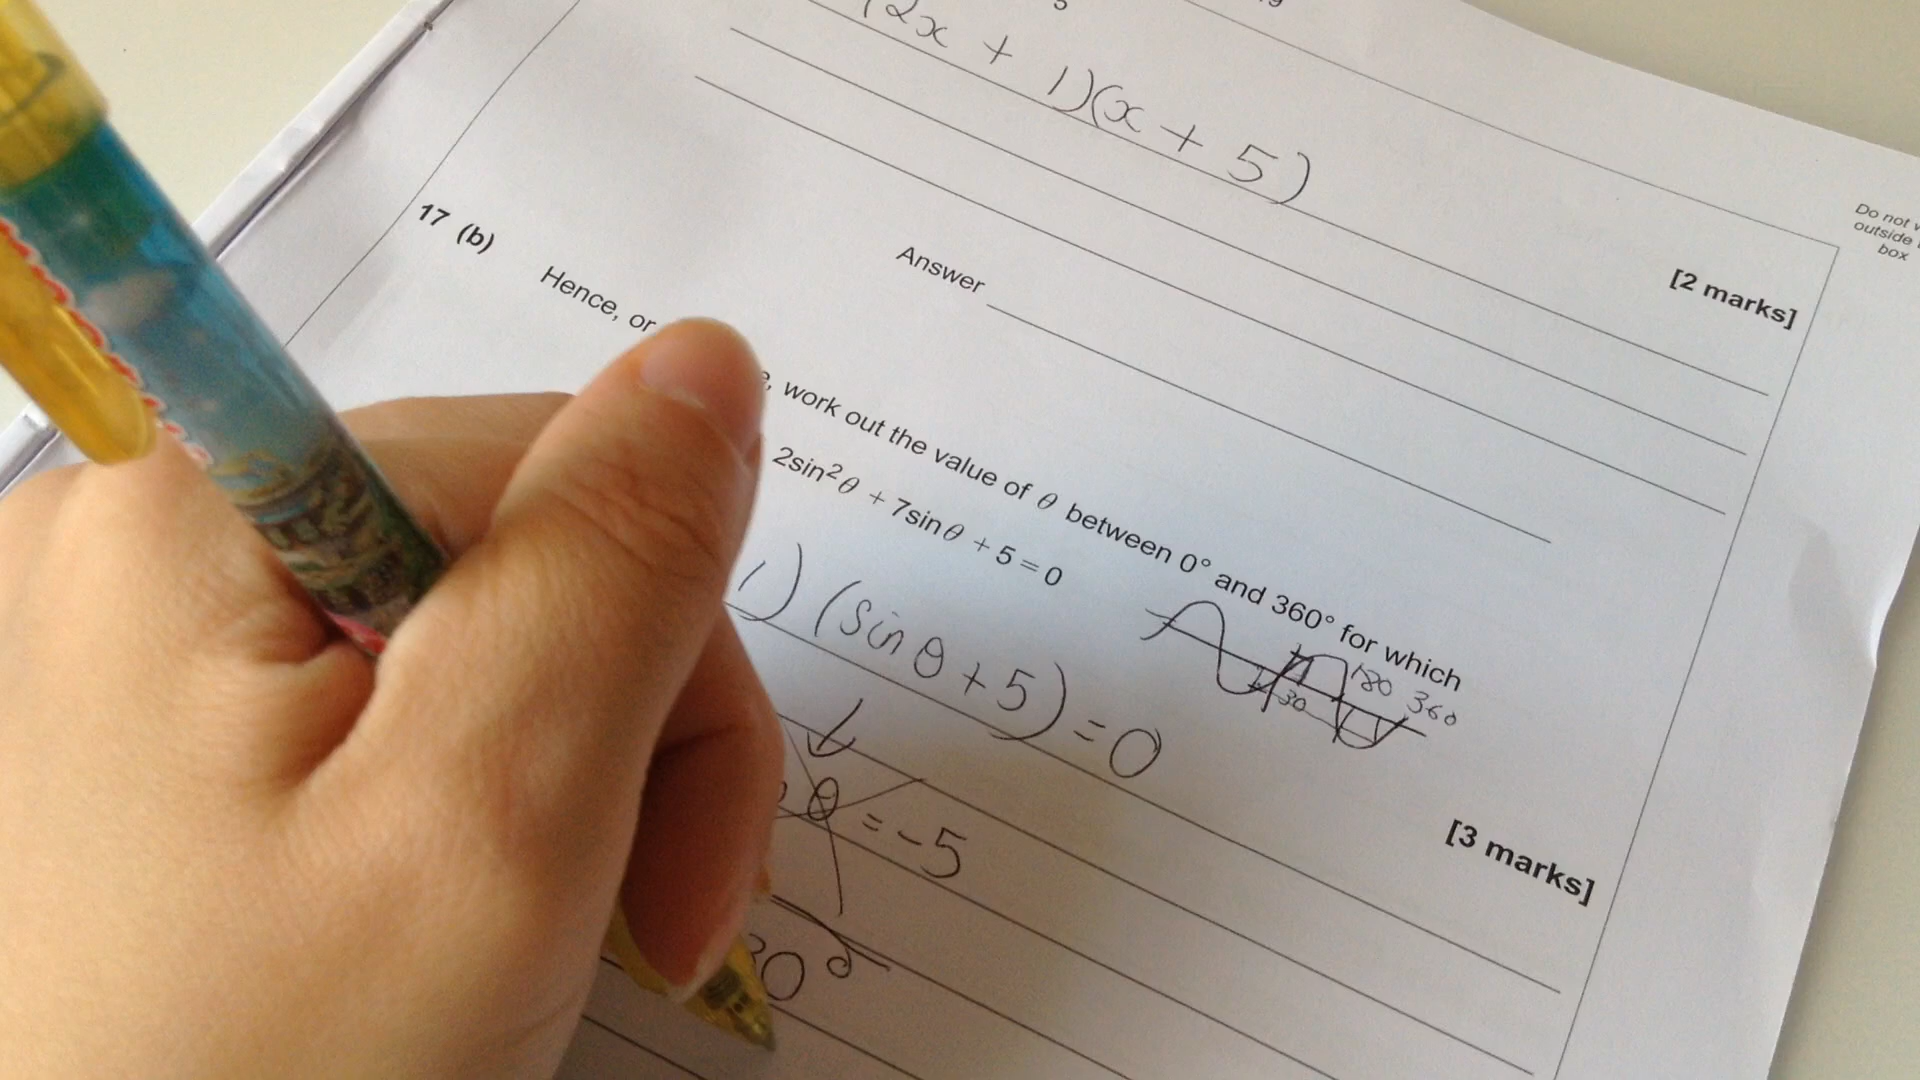 (2x + 1)(x + 5)
Do not
outside
box
[2 marks]
Answer
17 (b)
Hence, or
work out the value of θ between 0° and 360° for which
2sin²θ + 7sinθ + 5 = 0
1) (sin θ + 5) = 0
180 360
30
θ = -5
[3 marks]
30°